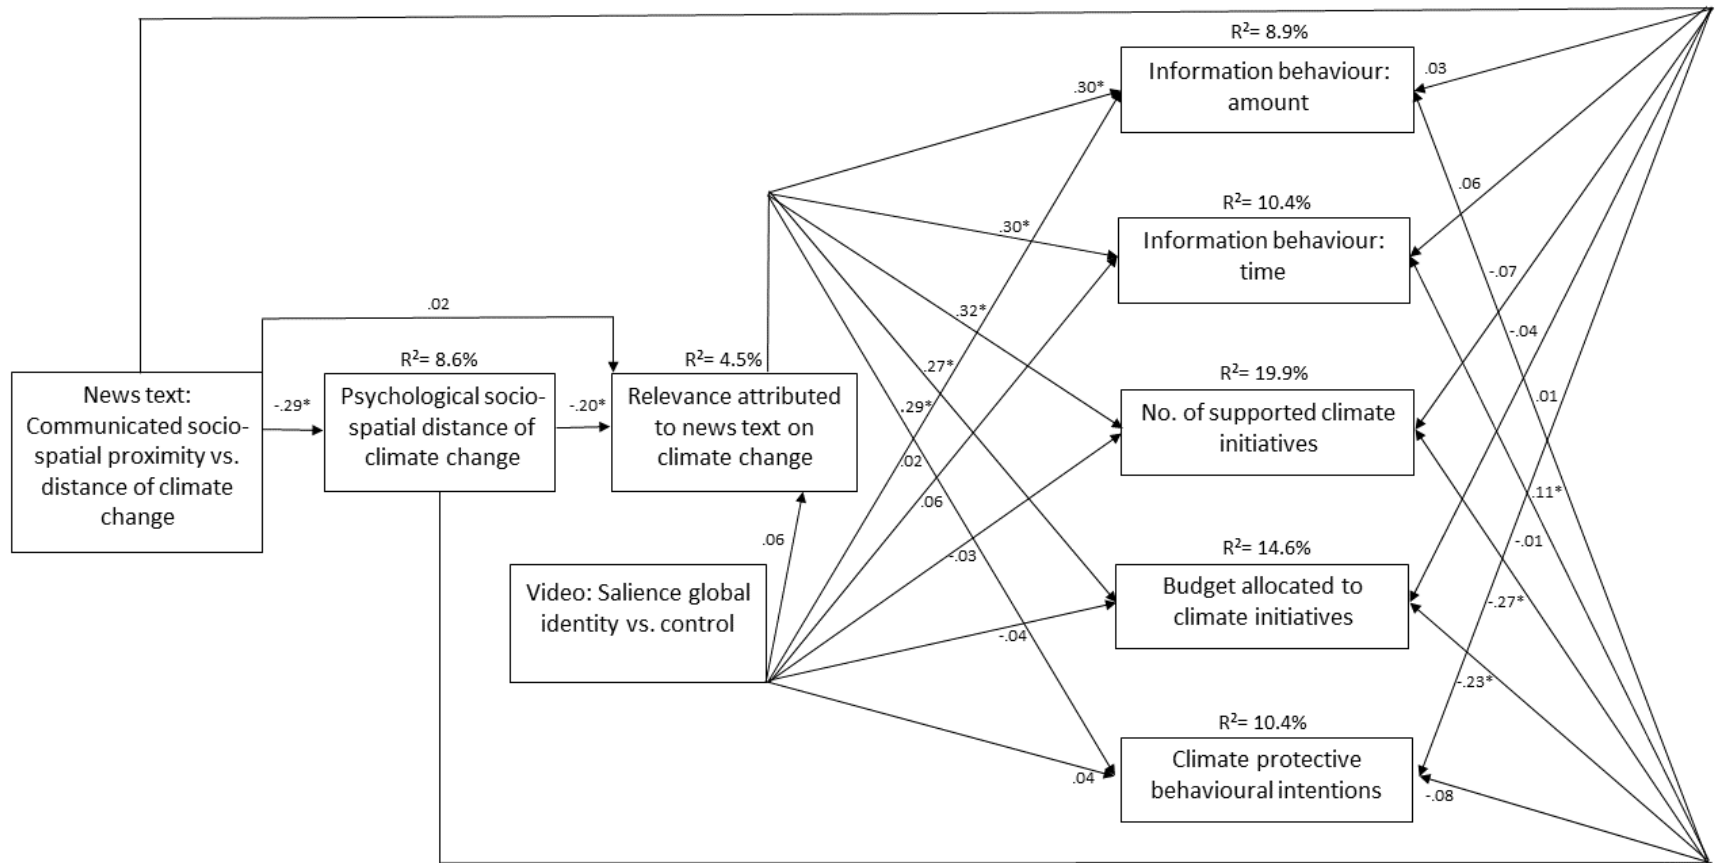 R²= 8.9%
Information behaviour:
amount
.03
.30*
R²= 10.4%
Information behaviour:
time
.06
.30*
-.07
.02
.32*
-.04
R²= 8.6%
R²= 4.5%
R²= 19.9%
News text:
Communicated socio-
spatial proximity vs.
distance of climate
change
-.29*
Psychological socio-
spatial distance of
climate change
-.20*
Relevance attributed
to news text on
climate change
.27*
.29*
.02
.06
No. of supported climate
initiatives
.01
.11*
.06
-.03
-.01
Video: Salience global
identity vs. control
R²= 14.6%
Budget allocated to
climate initiatives
-.27*
-.04
-.23*
R²= 10.4%
Climate protective
behavioural intentions
.04
-.08